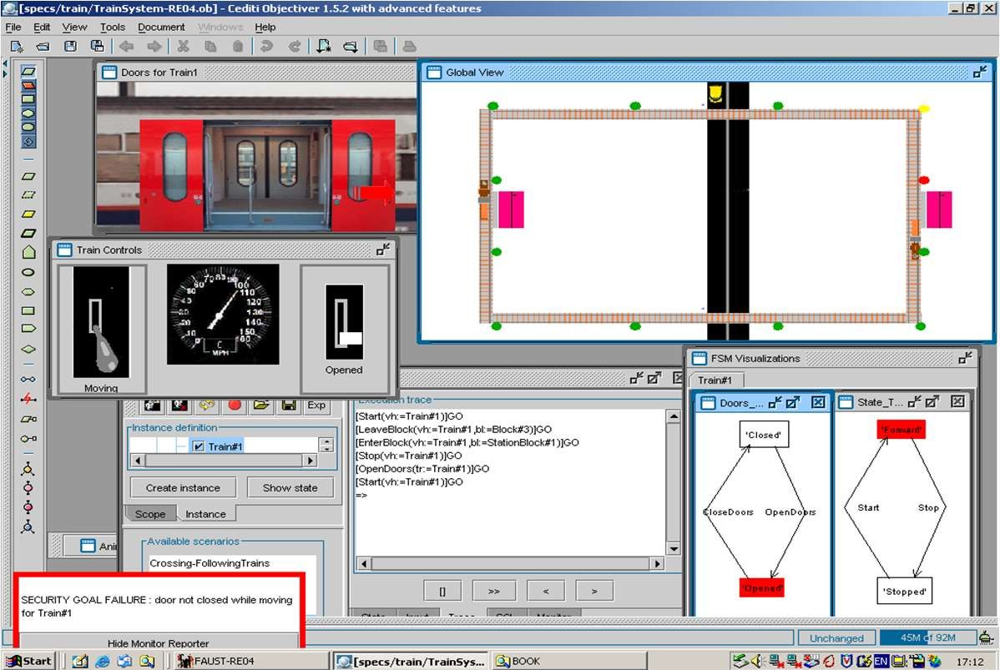 [specs/train/TrainSystem-RE04.ob] - Cediti Objectiver 1.5.2 with advanced features
File Edit View Tools Document Windows Help
Doors for Train1
Global View
Train Controls
0 10 20 30 40 50 60 70 80 90 100 110 120 130 140 150
C
MPH
Moving
Opened
Exp
Instance definition
Train#1
Create instance Show state
Scope Instance
Available scenarios
Crossing-FollowingTrains
Execution trace
[Start(vh:=Train#1)]GO
[LeaveBlock(vh:=Train#1,bl:=Block#3)]GO
[EnterBlock(vh:=Train#1,bl:=StationBlock#1)]GO
[Stop(vh:=Train#1)]GO
[OpenDoors(tr:=Train#1)]GO
[Start(vh:=Train#1)]GO
=>
[] >> < >
FSM Visualizations
Train#1
Doors_...
'Closed'
CloseDoors OpenDoors
'Opened'
State_T...
'Forward'
Start Stop
'Stopped'
SECURITY GOAL FAILURE : door not closed while moving
for Train#1
Hide Monitor Reporter
Unchanged 45M of 92M
Start FAUST-RE04 [specs/train/TrainSys... BOOK EN 17:12